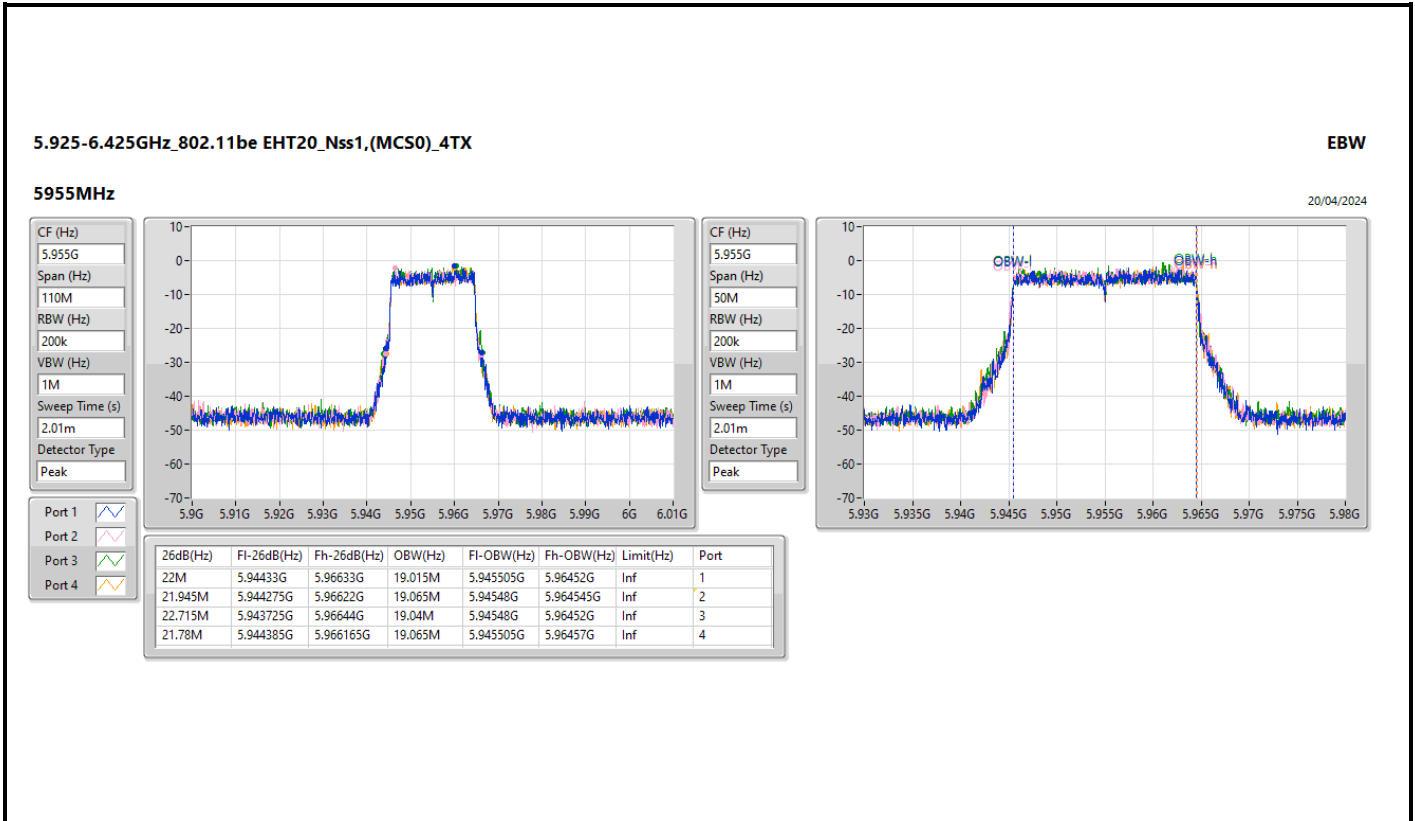 5.925-6.425GHz_802.11be EHT20_Nss1,(MCS0)_4TX
EBW
5955MHz
20/04/2024
CF (Hz)
5.955G
Span (Hz)
110M
RBW (Hz)
200k
VBW (Hz)
1M
Sweep Time (s)
2.01m
Detector Type
Peak
10
0
-10
-20
-30
-40
-50
-60
-70
5.9G 5.91G 5.92G 5.93G 5.94G 5.95G 5.96G 5.97G 5.98G 5.99G 6G 6.01G
CF (Hz)
5.955G
Span (Hz)
50M
RBW (Hz)
200k
VBW (Hz)
1M
Sweep Time (s)
2.01m
Detector Type
Peak
10
0
-10
-20
-30
-40
-50
-60
-70
OBW-l OBW-h
5.93G 5.935G 5.94G 5.945G 5.95G 5.955G 5.96G 5.965G 5.97G 5.975G 5.98G
Port 1
Port 2
Port 3
Port 4
26dB(Hz) Fl-26dB(Hz) Fh-26dB(Hz) OBW(Hz) Fl-OBW(Hz) Fh-OBW(Hz) Limit(Hz) Port
22M 5.94433G 5.96633G 19.015M 5.945505G 5.96452G Inf 1
21.945M 5.944275G 5.96622G 19.065M 5.94548G 5.964545G Inf 2
22.715M 5.943725G 5.96644G 19.04M 5.94548G 5.96452G Inf 3
21.78M 5.944385G 5.966165G 19.065M 5.945505G 5.96457G Inf 4